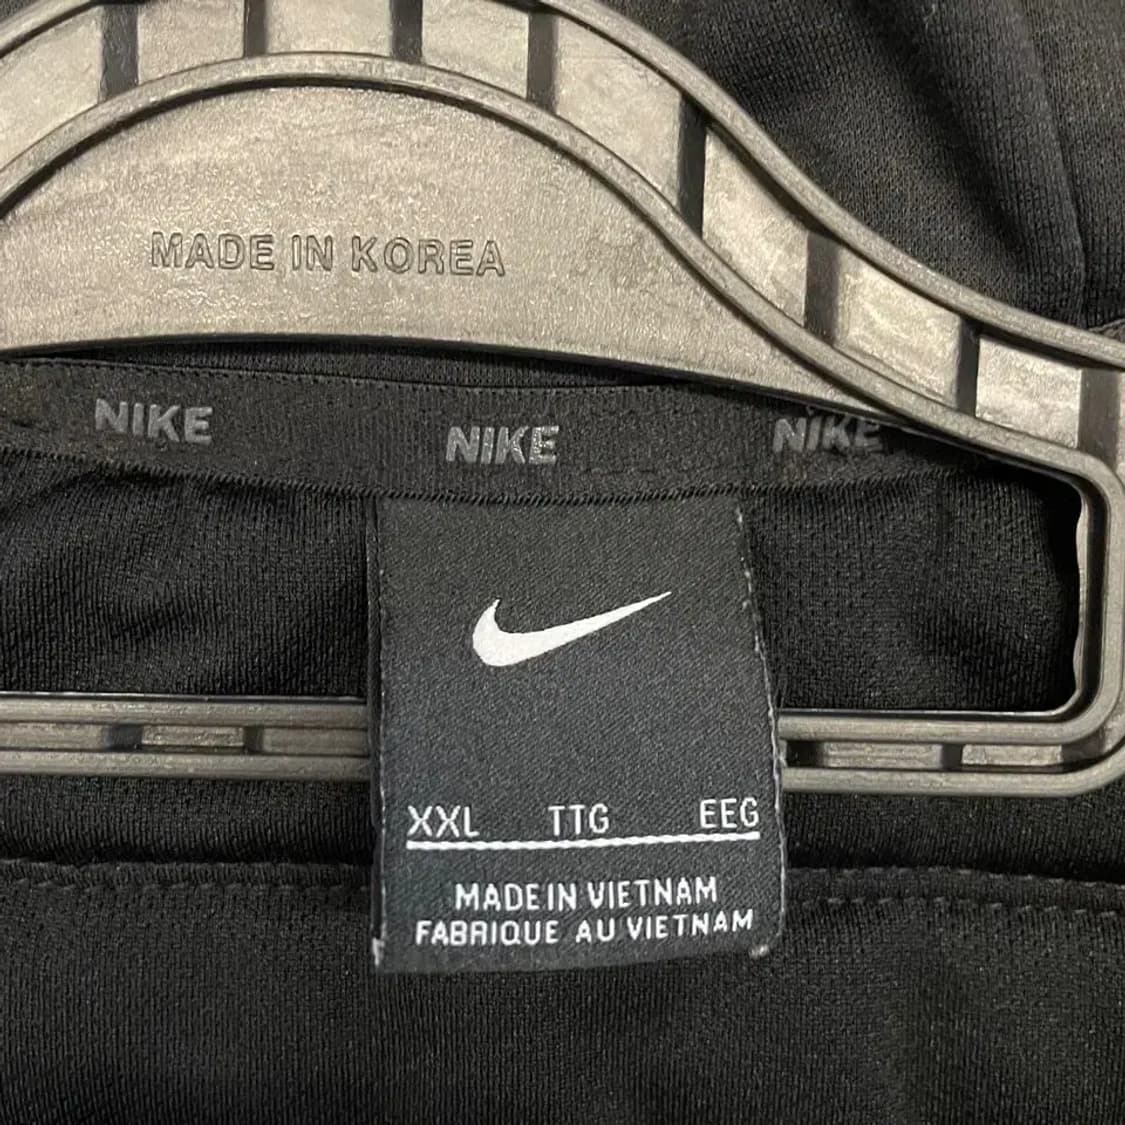 MADE IN KOREA
NIKE NIKE NIKE
XXL TTG EEG
MADE IN VIETNAM
FABRIQUE AU VIETNAM